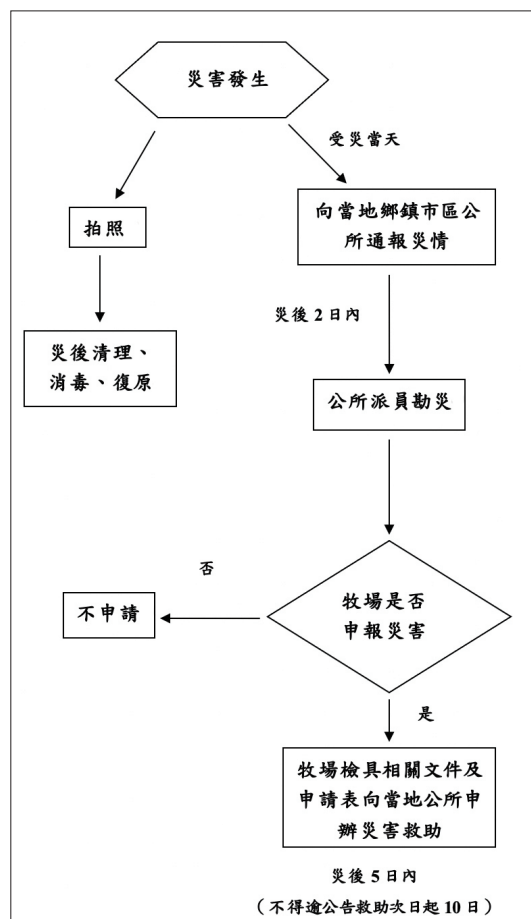 災害發生
受災當天
拍照
向當地鄉鎮市區公
所通報災情
災後 2 日內
災後清理、
消毒、復原
公所派員勘災
否
不申請
牧場是否
申報災害
是
牧場檢具相關文件及
申請表向當地公所申
辦災害救助
災後 5 日內
（不得逾公告救助次日起 10 日）